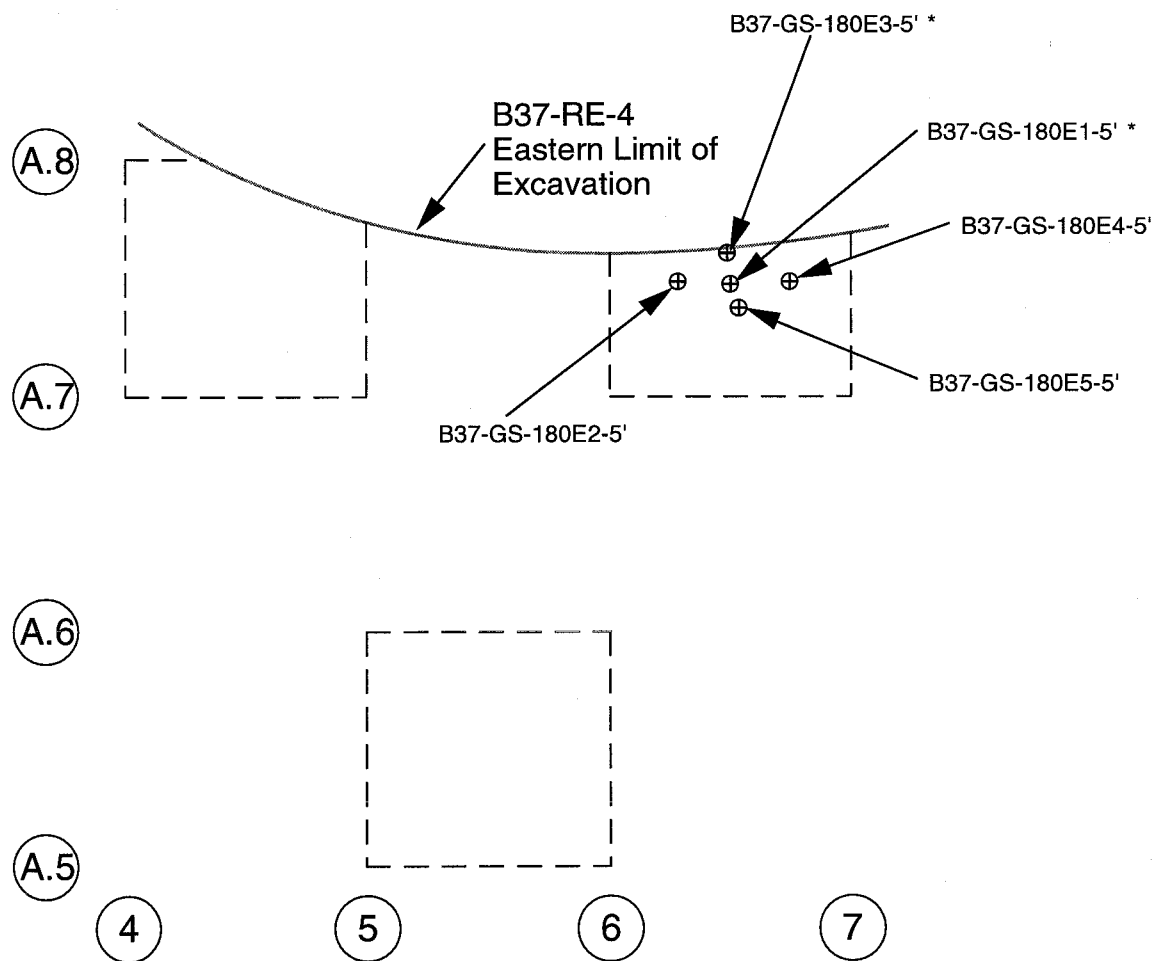 B37-GS-180E3-5' *
B37-RE-4
Eastern Limit of
Excavation
B37-GS-180E1-5' *
A.8
B37-GS-180E4-5'
B37-GS-180E5-5'
A.7
B37-GS-180E2-5'
A.6
A.5
4
5
6
7